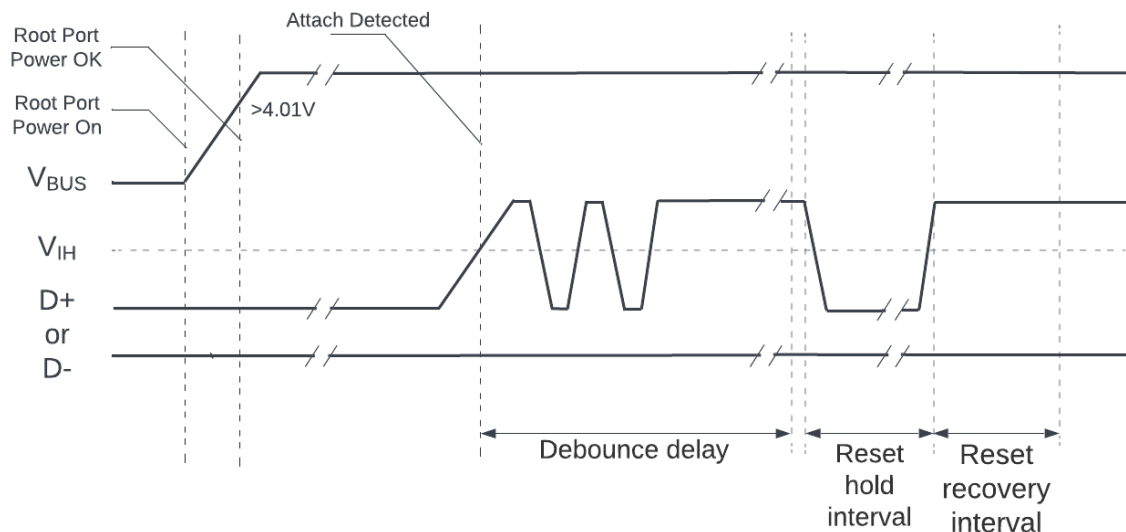 Root Port
Power OK
Attach Detected
Root Port
Power On
>4.01V
VBUS
VIH
D+
or
D-
Debounce delay
Reset
hold
interval
Reset
recovery
interval